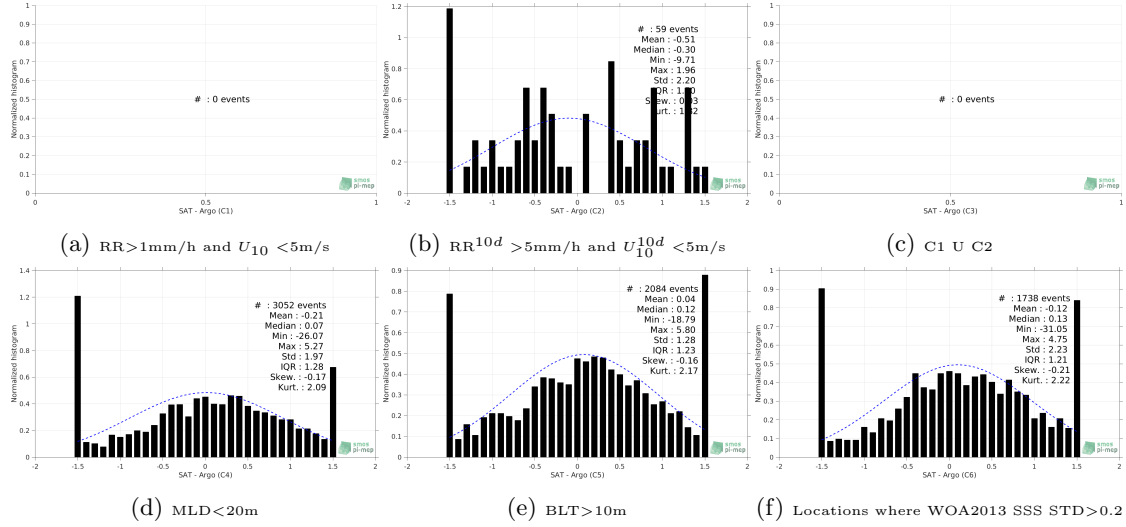 1
0.9
0.8
0.7
0.6
0.5
0.4
0.3
0.2
0.1
0
Normalized histogram
# : 0 events
0 0.5 1
SAT - Argo (C1)
smos
pi-mep
(a) RR>1mm/h and U10 <5m/s
1.2
1
0.8
0.6
0.4
0.2
0
Normalized histogram
# : 59 events
Mean : -0.51
Median : -0.30
Min : -9.71
Max : 1.96
Std : 2.20
IQR :
Skew. :
Kurt. :
-2 -1.5 -1 -0.5 0 0.5 1 1.5 2
SAT - Argo (C2)
smos
pi-mep
(b) RR10d >5mm/h and U10d10 <5m/s
1
0.9
0.8
0.7
0.6
0.5
0.4
0.3
0.2
0.1
0
Normalized histogram
# : 0 events
0 0.5 1
SAT - Argo (C3)
smos
pi-mep
(c) C1 U C2
1.4
1.2
1
0.8
0.6
0.4
0.2
0
Normalized histogram
# : 3052 events
Mean : -0.21
Median : 0.07
Min : -26.07
Max : 5.27
Std : 1.97
IQR : 1.28
Skew. : -0.17
Kurt. : 2.09
-2 -1.5 -1 -0.5 0 0.5 1 1.5 2
SAT - Argo (C4)
smos
pi-mep
(d) MLD<20m
0.9
0.8
0.7
0.6
0.5
0.4
0.3
0.2
0.1
0
Normalized histogram
# : 2084 events
Mean : 0.04
Median : 0.12
Min : -18.79
Max : 5.80
Std : 1.28
IQR : 1.23
Skew. : -0.16
Kurt. : 2.17
-2 -1.5 -1 -0.5 0 0.5 1 1.5 2
SAT - Argo (C5)
smos
pi-mep
(e) BLT>10m
1
0.9
0.8
0.7
0.6
0.5
0.4
0.3
0.2
0.1
0
Normalized histogram
# : 1738 events
Mean : -0.12
Median : 0.13
Min : -31.05
Max : 4.75
Std : 2.23
IQR : 1.21
Skew. : -0.21
Kurt. : 2.22
-2 -1.5 -1 -0.5 0 0.5 1 1.5 2
SAT - Argo (C6)
smos
pi-mep
(f) Locations where WOA2013 SSS STD>0.2